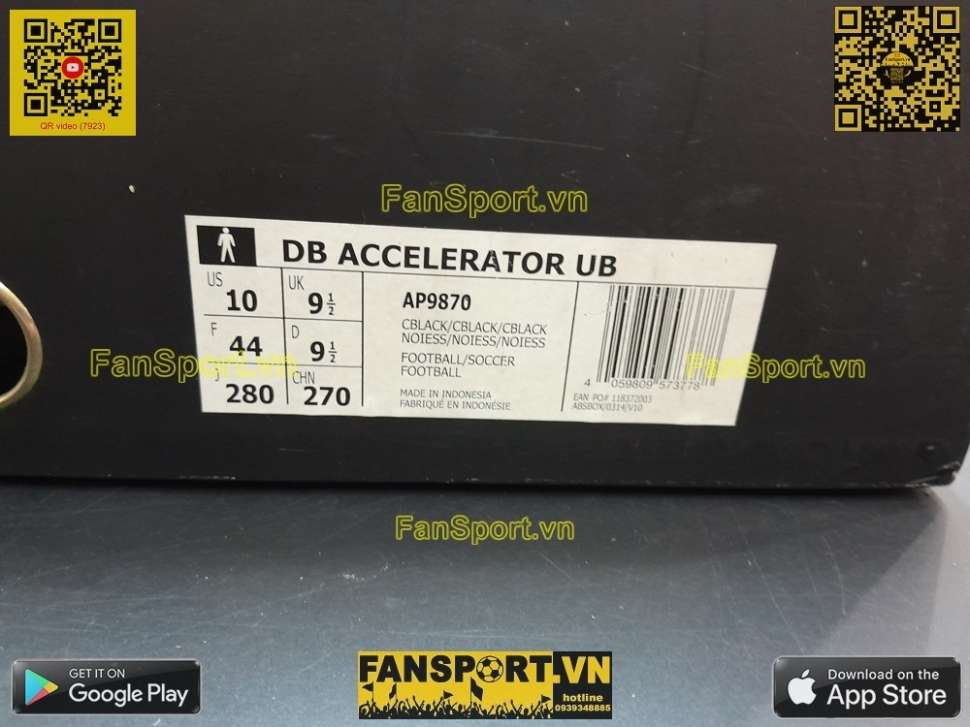 QR video (7923)
FanSport.vn
FanSport.vn
DB ACCELERATOR UB
US
10
UK
9 1/2
F
44
D
9 1/2
J
280
CHN
270
AP9870
CBLACK/CBLACK/CBLACK
NOIESS/NOIESS/NOIESS
FOOTBALL/SOCCER
FOOTBALL
MADE IN INDONESIA
FABRIQUÉ EN INDONÉSIE
4 059809 573778
EAN PO# 118372003
ABSBOX/0314/V10
FanSport.vn
FanSport.vn
FanSport.vn
GET IT ON
Google Play
FANSPORT.VN
hotline
0939348885
Download on the
App Store